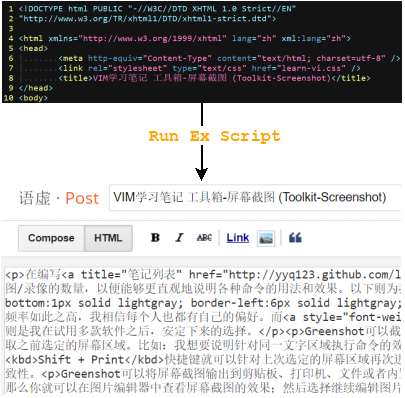 1 <!DOCTYPE html PUBLIC "-//W3C//DTD XHTML 1.0 Strict//EN"
2 "http://www.w3.org/TR/xhtml1/DTD/xhtml1-strict.dtd">
3
4 <html xmlns="http://www.w3.org/1999/xhtml" lang="zh" xml:lang="zh">
5 <head>
6 <meta http-equiv="Content-Type" content="text/html; charset=utf-8" />
7 <link rel="stylesheet" type="text/css" href="learn-vi.css" />
8 <title>VIM学习笔记 工具箱-屏幕截图 (Toolkit-Screenshot)</title>
9 </head>
10 <body>
Run Ex Script
语虚 · Post VIM学习笔记 工具箱-屏幕截图 (Toolkit-Screenshot)
Compose HTML B I ABC Link
<p>在编写<a title="笔记列表" href="http://yyq123.github.com/l
图/录像的数量，以便能够更直观地说明各种命令的用法和效果。以下则为
bottom:1px solid lightgray; border-left:6px solid lightgray;
频率如此之高，我相信每个人也都有自己的偏好。而<a style="font-wei
则是我在试用多款软件之后，安定下来的选择。</p><p>Greenshot可以截
取之前选定的屏幕区域。比如：我想要说明针对同一文字区域执行命令的效
<kbd>Shift + Print</kbd>快捷键就可以针对上次选定的屏幕区域再次进
致性。<p>Greenshot可以将屏幕截图输出到剪贴板、打印机、文件或者内
那么你就可以在图片编辑器中查看屏幕截图的效果；然后选择继续编辑图片